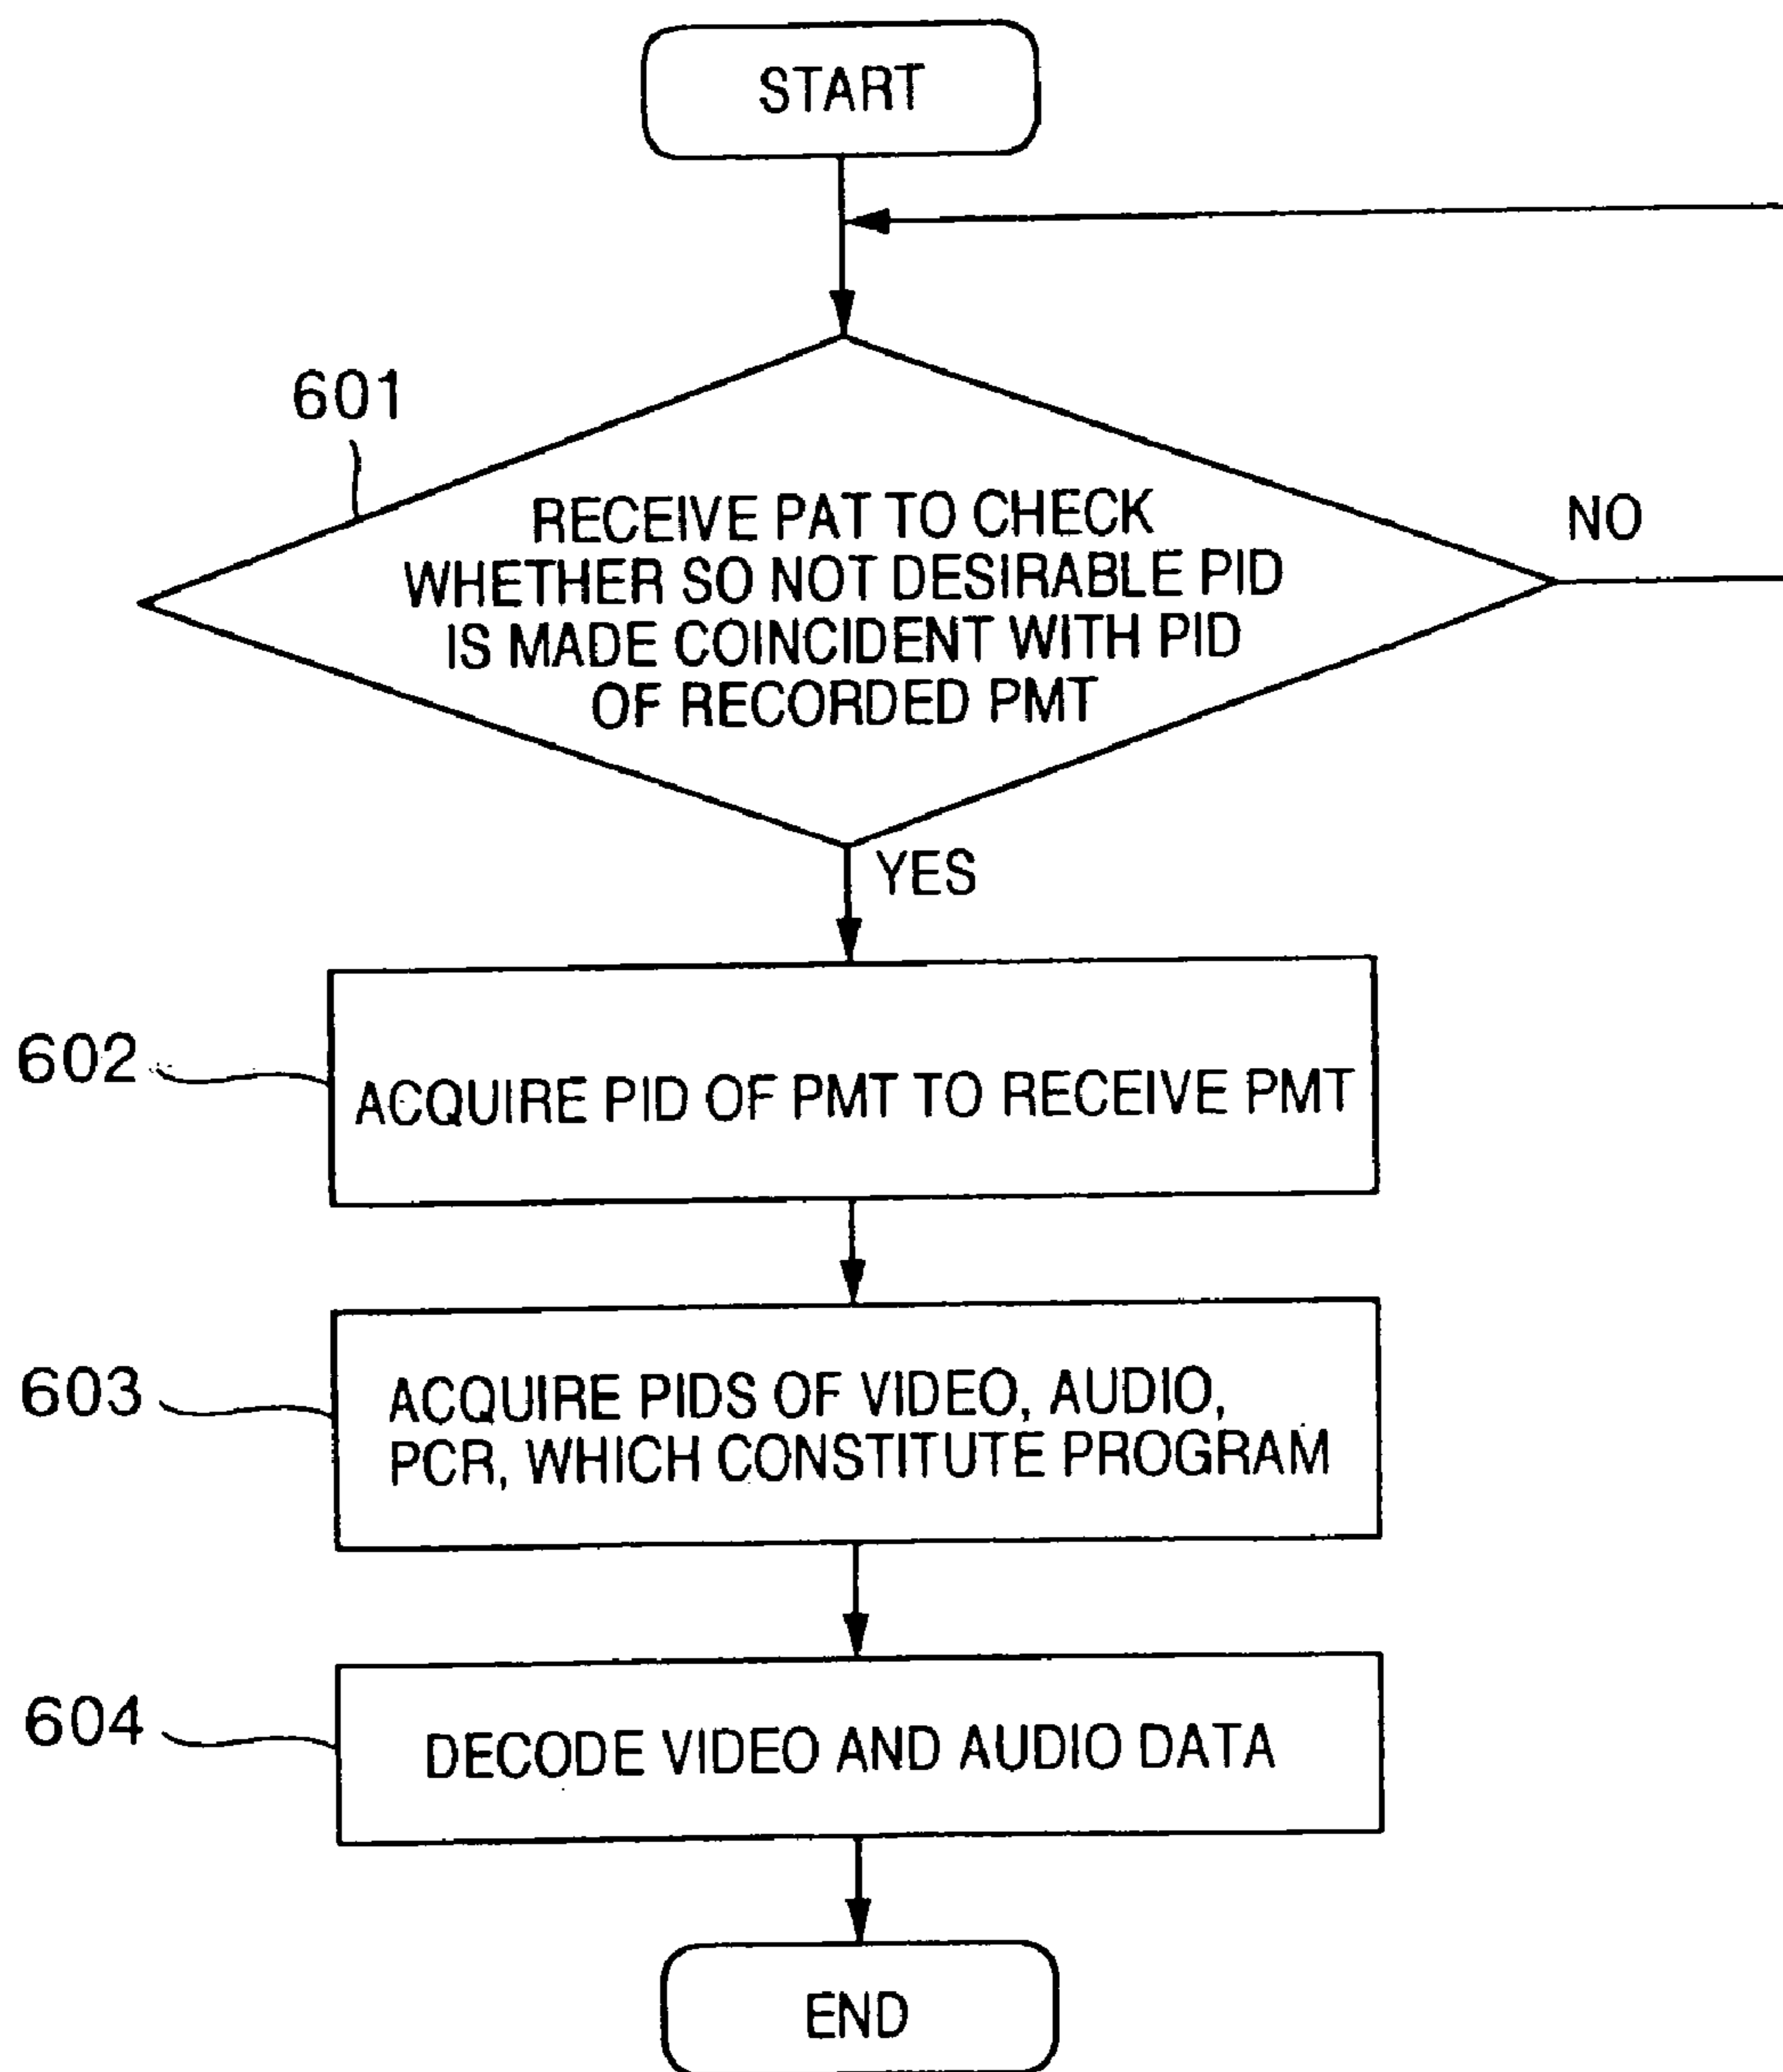 START
601
RECEIVE PAT TO CHECK
WHETHER SO NOT DESIRABLE PID
IS MADE COINCIDENT WITH PID
OF RECORDED PMT
NO
YES
602
ACQUIRE PID OF PMT TO RECEIVE PMT
603
ACQUIRE PIDS OF VIDEO, AUDIO,
PCR, WHICH CONSTITUTE PROGRAM
604
DECODE VIDEO AND AUDIO DATA
END